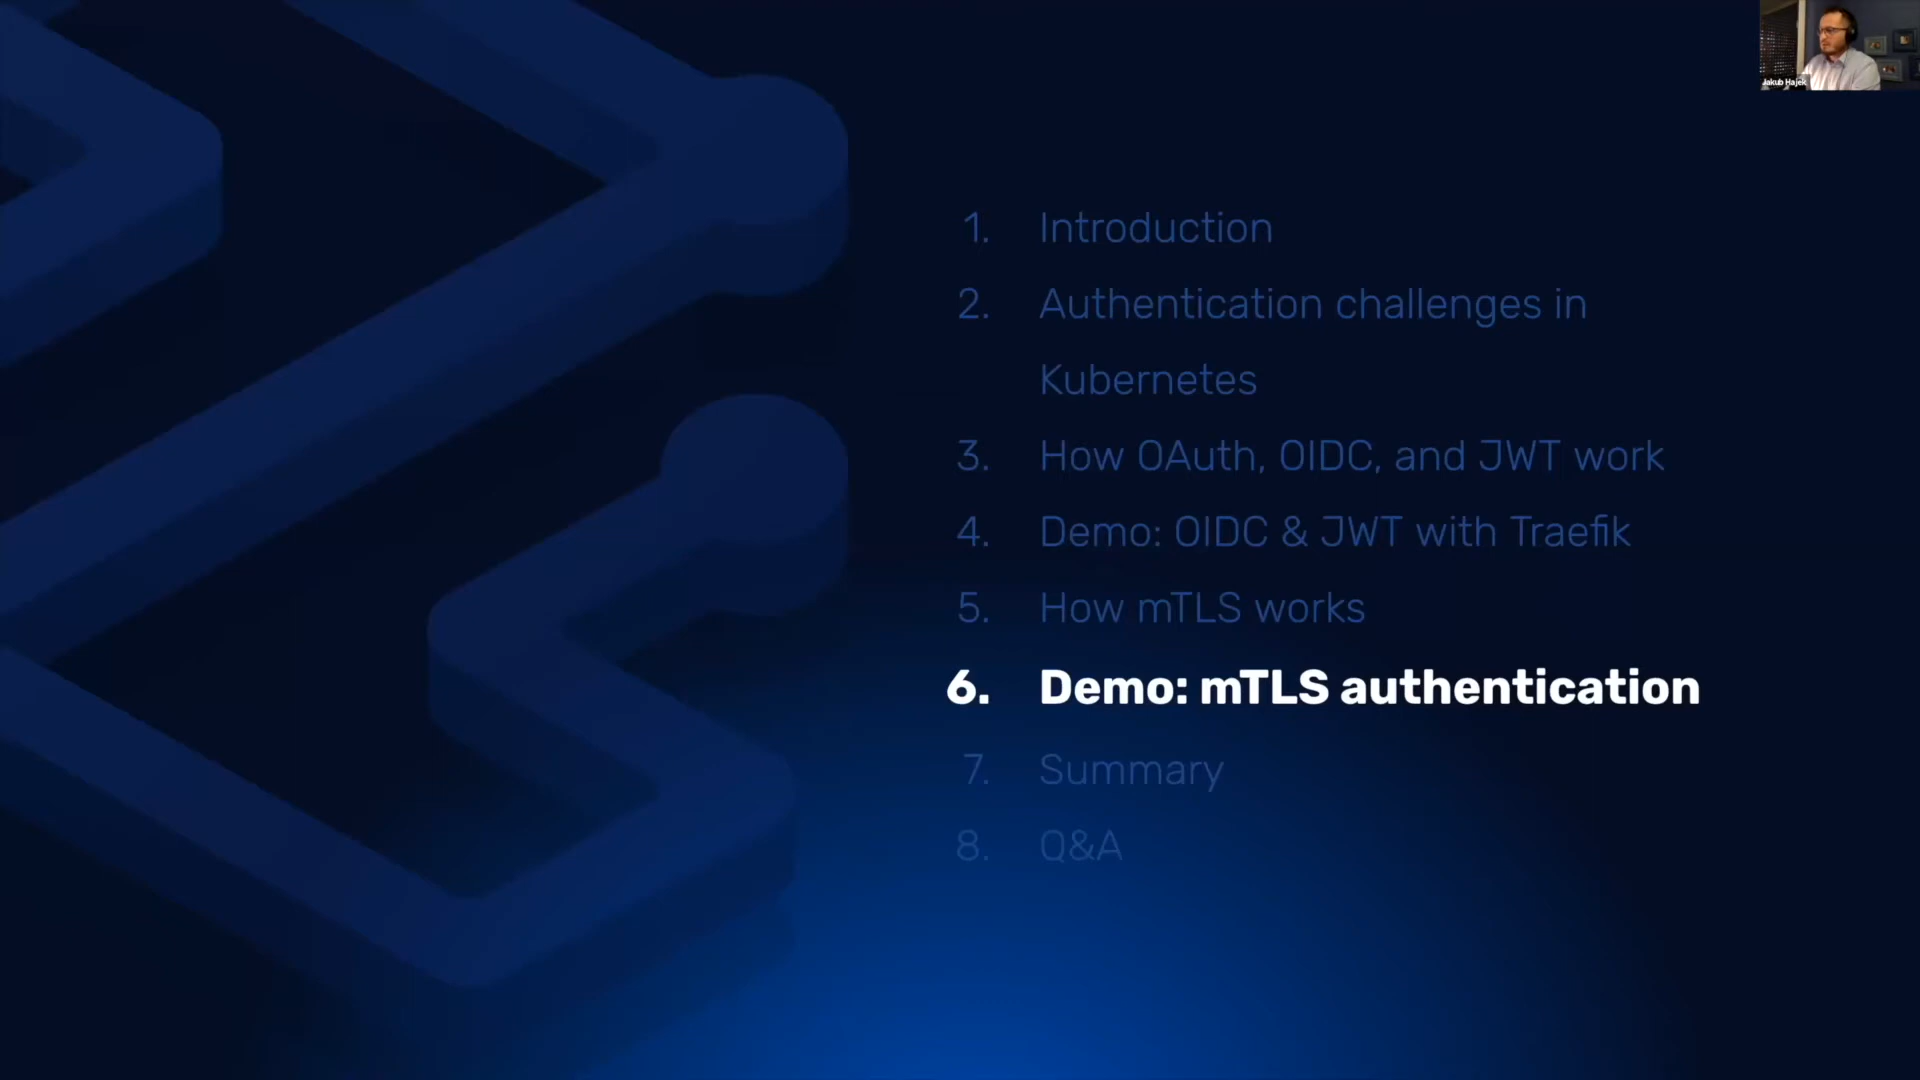 Jakub Hajek
1. Introduction
2. Authentication challenges in
Kubernetes
3. How OAuth, OIDC, and JWT work
4. Demo: OIDC & JWT with Traefik
5. How mTLS works
6. Demo: mTLS authentication
7. Summary
8. Q&A